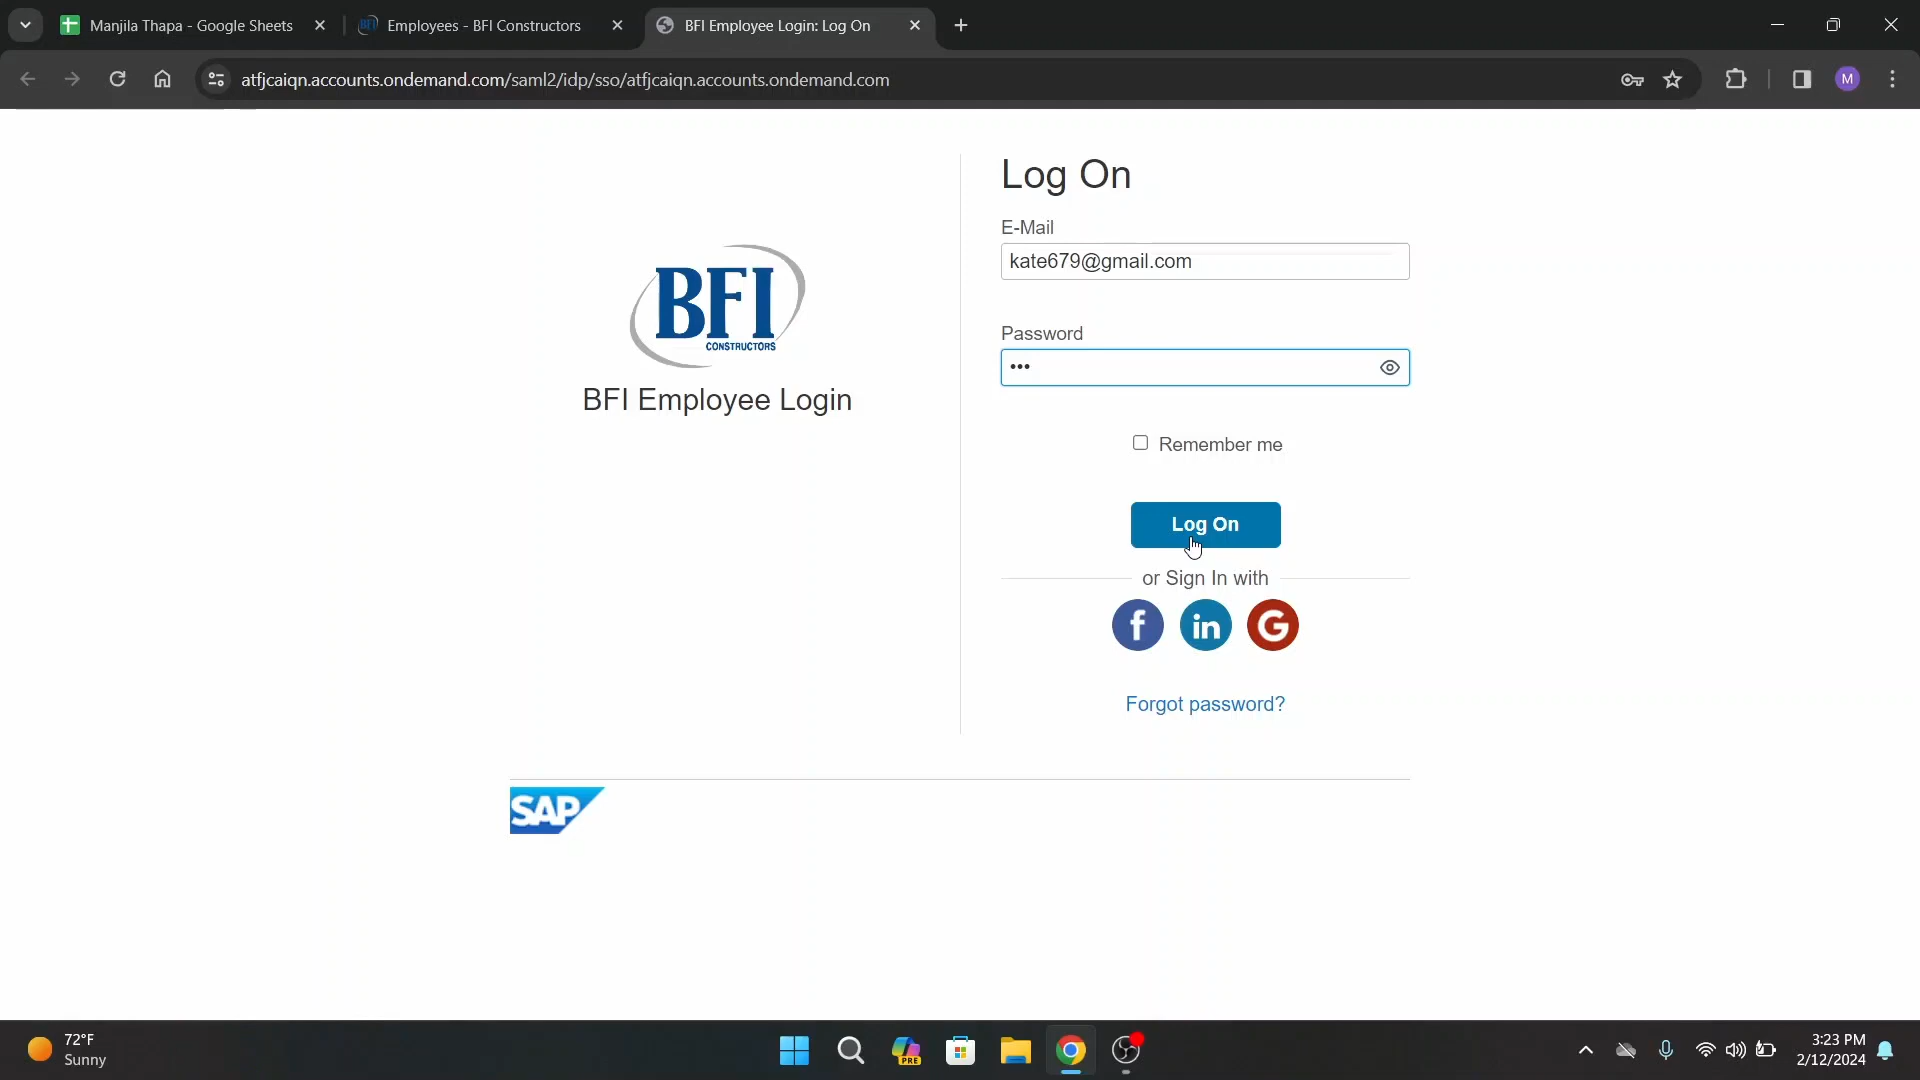 Manjila Thapa - Google Sheets
Employees - BFI Constructors
BFI Employee Login: Log On
atfjcaiqn.accounts.ondemand.com/saml2/idp/sso/atfjcaiqn.accounts.ondemand.com
M
BFI
CONSTRUCTORS
BFI Employee Login
Log On
E-Mail
kate679@gmail.com
Password
•••
Remember me
Log On
or Sign In with
f
in
G
Forgot password?
SAP
72°F
Sunny
PRE
3:23 PM
2/12/2024